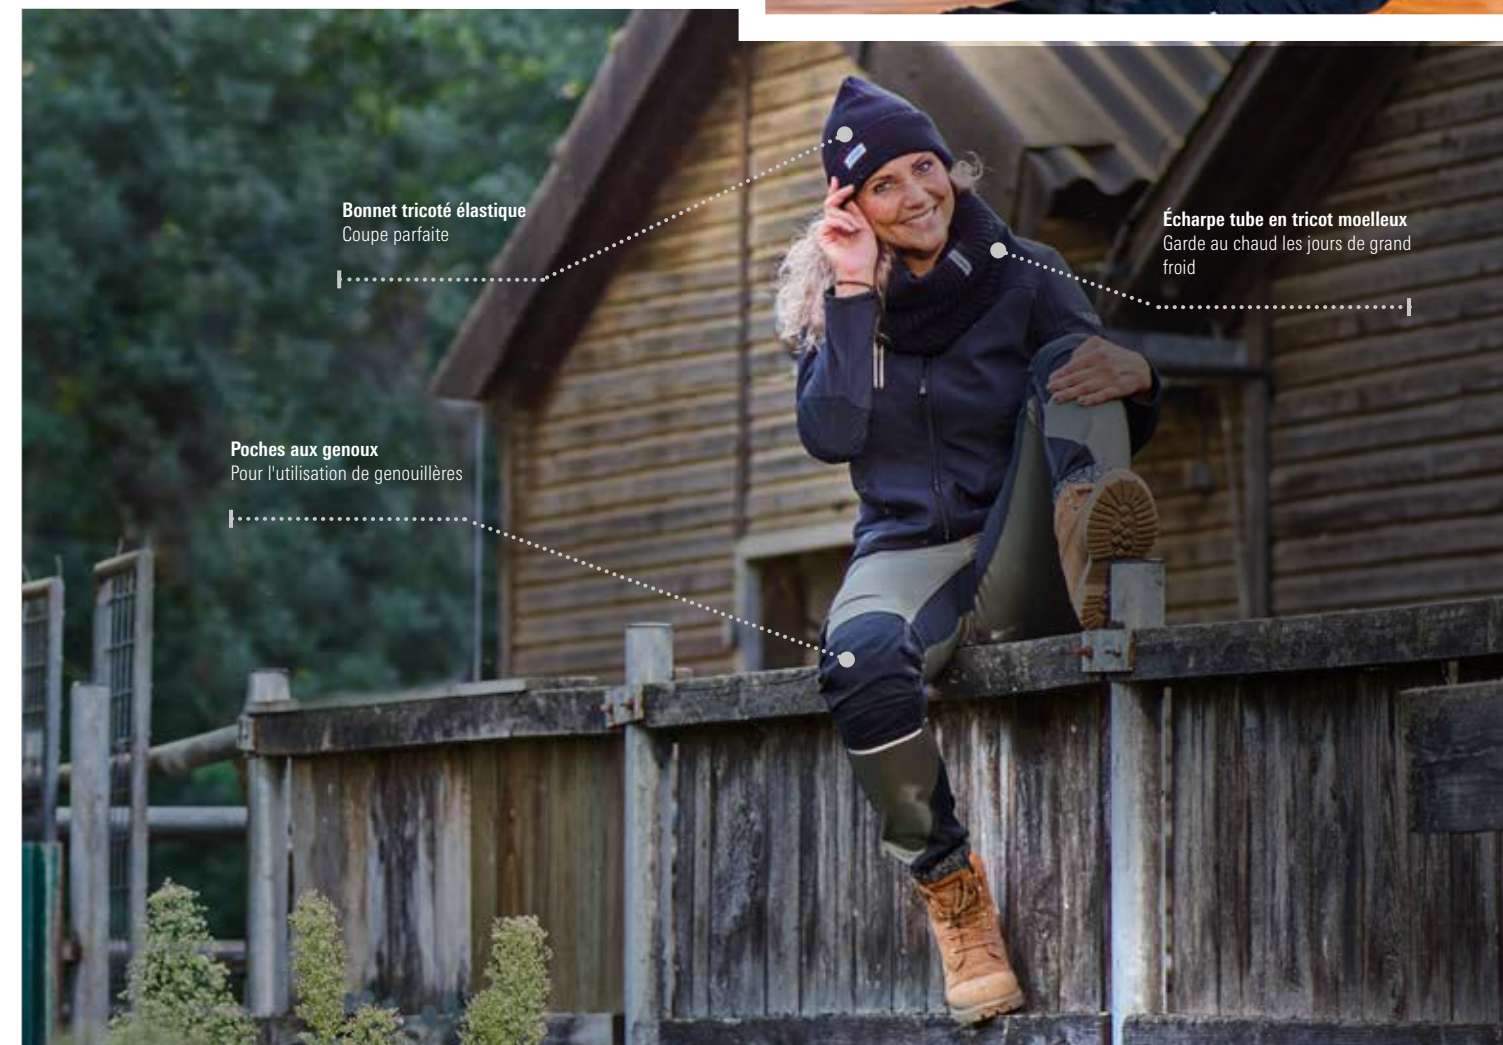 Bonnet tricoté élastique
Coupe parfaite
Écharpe tube en tricot moelleux
Garde au chaud les jours de grand
froid
Poches aux genoux
Pour l'utilisation de genouillères